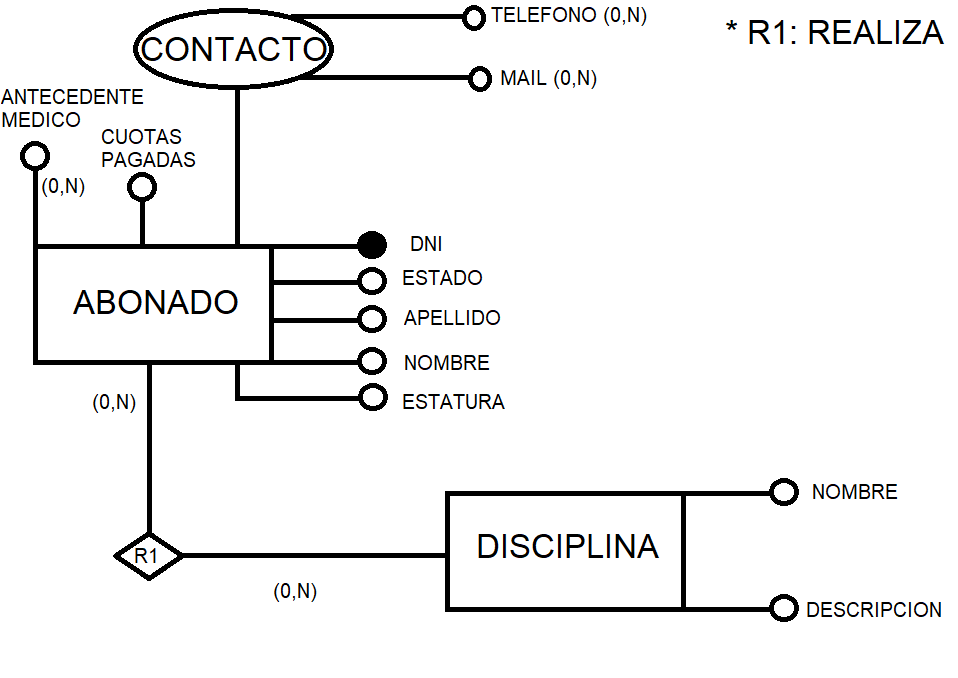 TELEFONO (0,N)
* R1: REALIZA
CONTACTO
MAIL (0,N)
ANTECEDENTE
MEDICO
CUOTAS
PAGADAS
(0,N)
DNI
ESTADO
ABONADO
APELLIDO
NOMBRE
(0,N)
ESTATURA
NOMBRE
DISCIPLINA
R1
(0,N)
DESCRIPCION